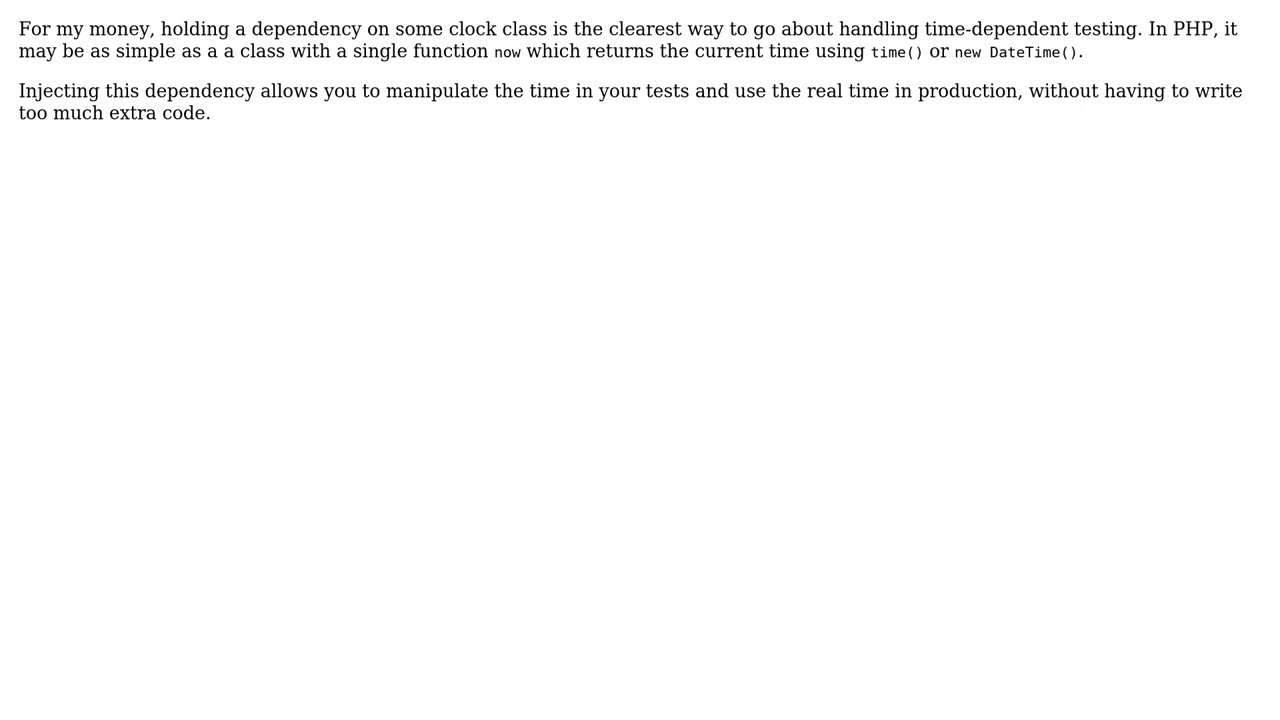 For my money, holding a dependency on some clock class is the clearest way to go about handling time-dependent testing. In PHP, it
may be as simple as a a class with a single function now which returns the current time using time() or new DateTime().
Injecting this dependency allows you to manipulate the time in your tests and use the real time in production, without having to write
too much extra code.